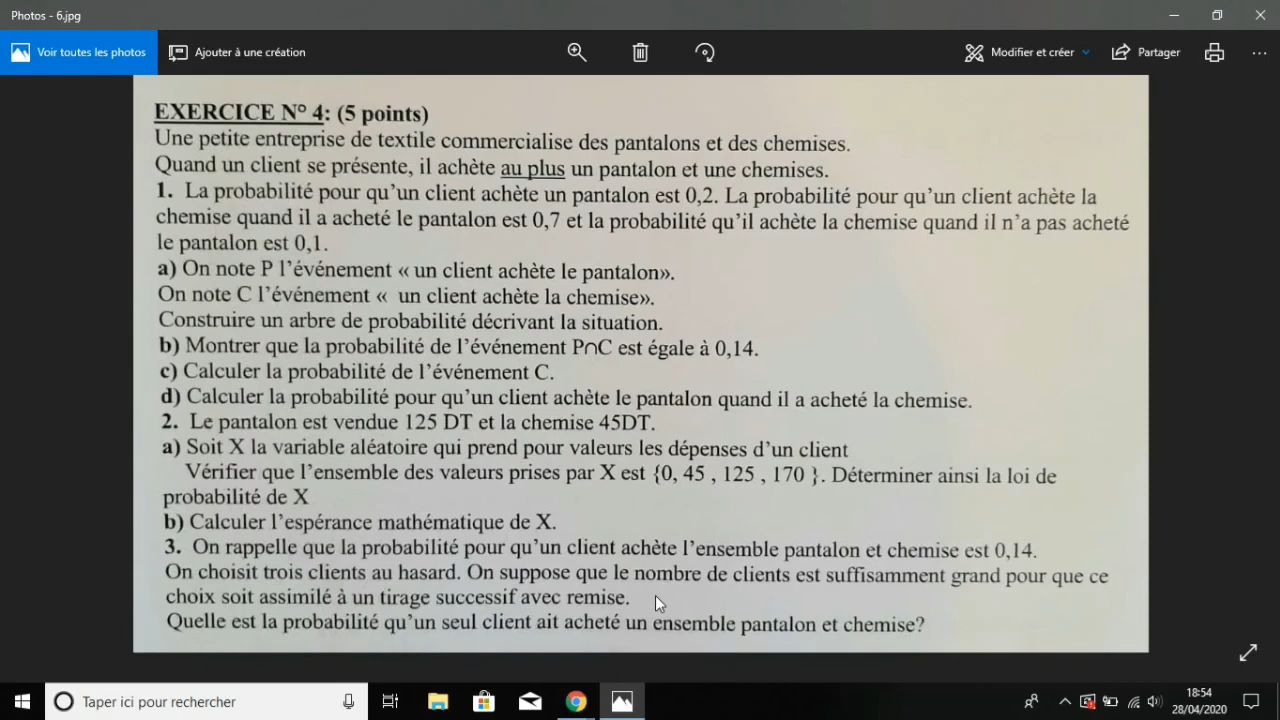 Photos - 6.jpg
Voir toutes les photos
Ajouter à une création
Modifier et créer
Partager
EXERCICE N° 4: (5 points)
Une petite entreprise de textile commercialise des pantalons et des chemises.
Quand un client se présente, il achète au plus un pantalon et une chemises.
1. La probabilité pour qu'un client achète un pantalon est 0,2. La probabilité pour qu'un client achète la
chemise quand il a acheté le pantalon est 0,7 et la probabilité qu'il achète la chemise quand il n'a pas acheté
le pantalon est 0,1.
a) On note P l'événement « un client achète le pantalon».
On note C l'événement « un client achète la chemise».
Construire un arbre de probabilité décrivant la situation.
b) Montrer que la probabilité de l'événement P∩C est égale à 0,14.
c) Calculer la probabilité de l'événement C.
d) Calculer la probabilité pour qu'un client achète le pantalon quand il a acheté la chemise.
2. Le pantalon est vendue 125 DT et la chemise 45DT.
a) Soit X la variable aléatoire qui prend pour valeurs les dépenses d'un client
Vérifier que l'ensemble des valeurs prises par X est {0, 45 , 125 , 170 }. Déterminer ainsi la loi de
probabilité de X
b) Calculer l'espérance mathématique de X.
3. On rappelle que la probabilité pour qu'un client achète l'ensemble pantalon et chemise est 0,14.
On choisit trois clients au hasard. On suppose que le nombre de clients est suffisamment grand pour que ce
choix soit assimilé à un tirage successif avec remise.
Quelle est la probabilité qu'un seul client ait acheté un ensemble pantalon et chemise?
Taper ici pour rechercher
18:54
28/04/2020